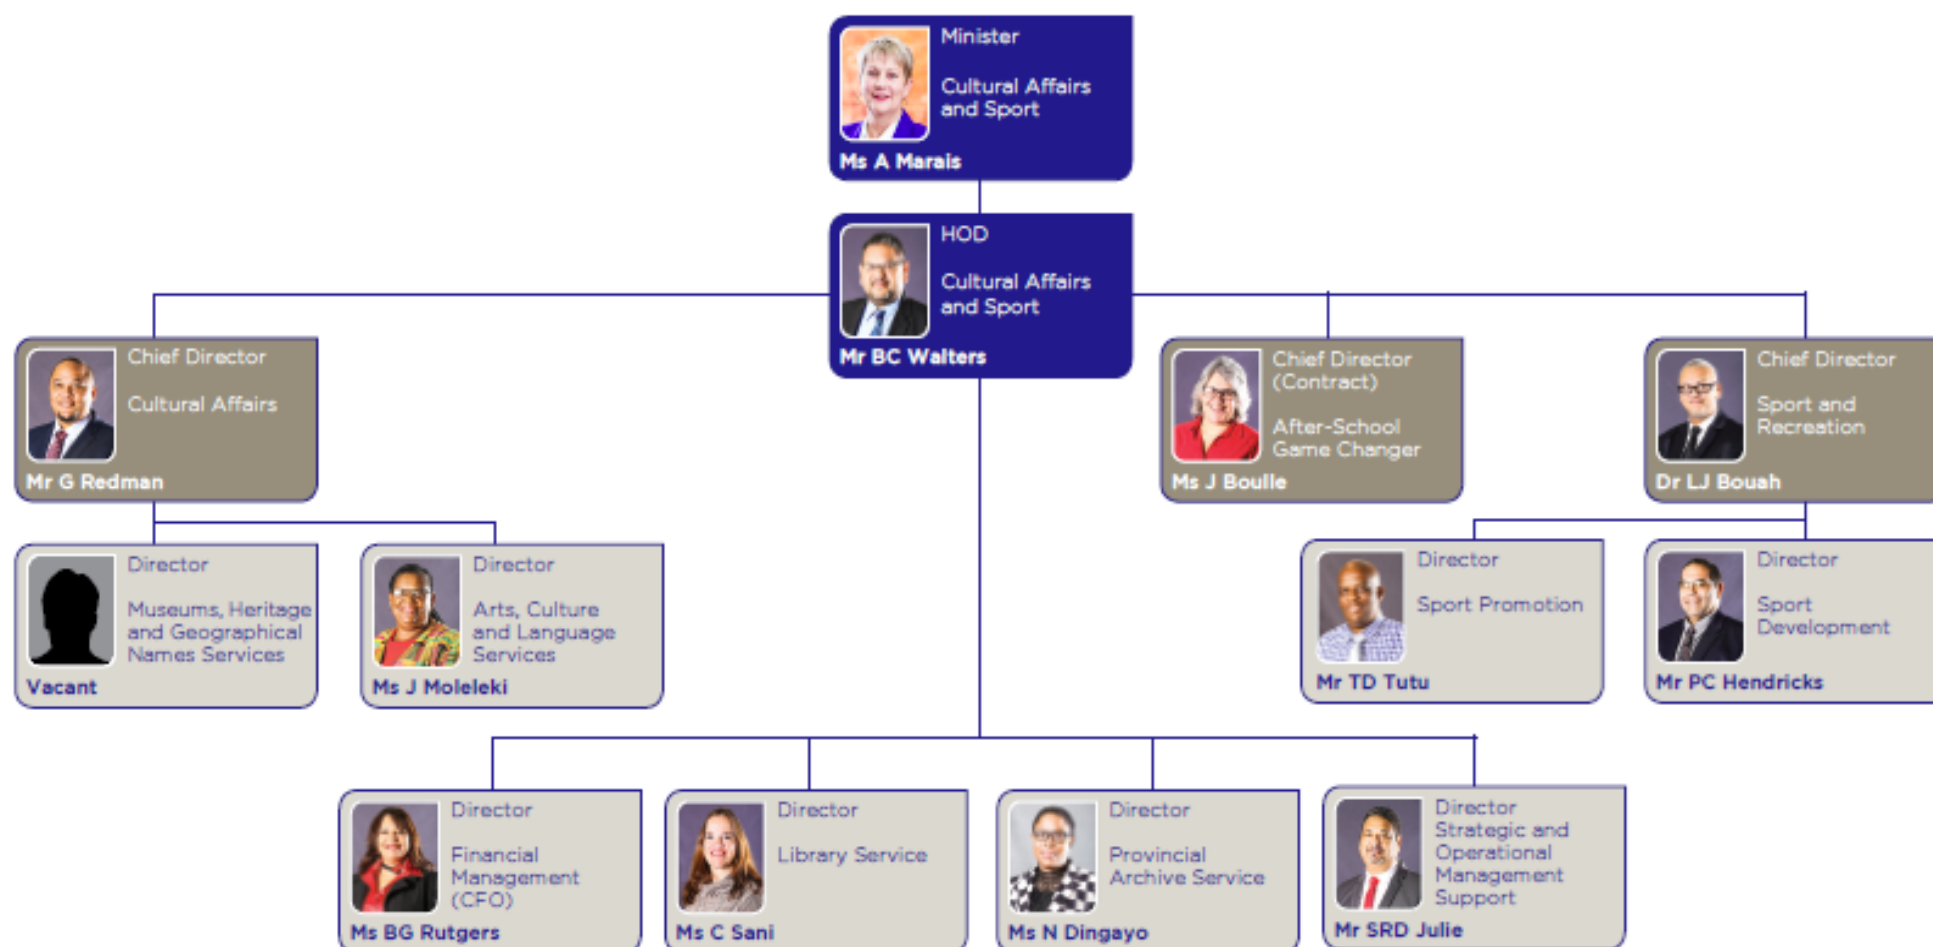 Minister
Cultural Affairs
and Sport
Ms A Marais
HOD
Cultural Affairs
and Sport
Mr BC Walters
Chief Director
Cultural Affairs
Mr G Redman
Chief Director
(Contract)
After-School
Game Changer
Ms J Boulle
Chief Director
Sport and
Recreation
Dr LJ Bouah
Director
Museums, Heritage
and Geographical
Names Services
Vacant
Director
Arts, Culture
and Language
Services
Ms J Moleleki
Director
Sport Promotion
Mr TD Tutu
Director
Sport
Development
Mr PC Hendricks
Director
Financial
Management
(CFO)
Ms BG Rutgers
Director
Library Service
Ms C Sani
Director
Provincial
Archive Service
Ms N Dingayo
Director
Strategic and
Operational
Management
Support
Mr SRD Julie